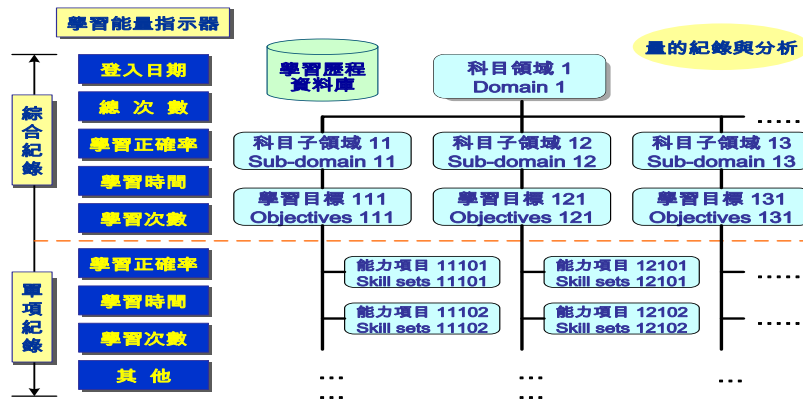 學習能量指示器
綜合紀錄
登入日期
總 次 數
學習正確率
學習時間
學習次數
單項紀錄
學習正確率
學習時間
學習次數
其 他
學習歷程
資料庫
量的紀錄與分析
科目領域 1
Domain 1
科目子領域 11
Sub-domain 11
科目子領域 12
Sub-domain 12
科目子領域 13
Sub-domain 13
.....
學習目標 111
Objectives 111
學習目標 121
Objectives 121
學習目標 131
Objectives 131
能力項目 11101
Skill sets 11101
能力項目 12101
Skill sets 12101
.....
能力項目 11102
Skill sets 11102
能力項目 12102
Skill sets 12102
.....
...
...
...
...
...
....